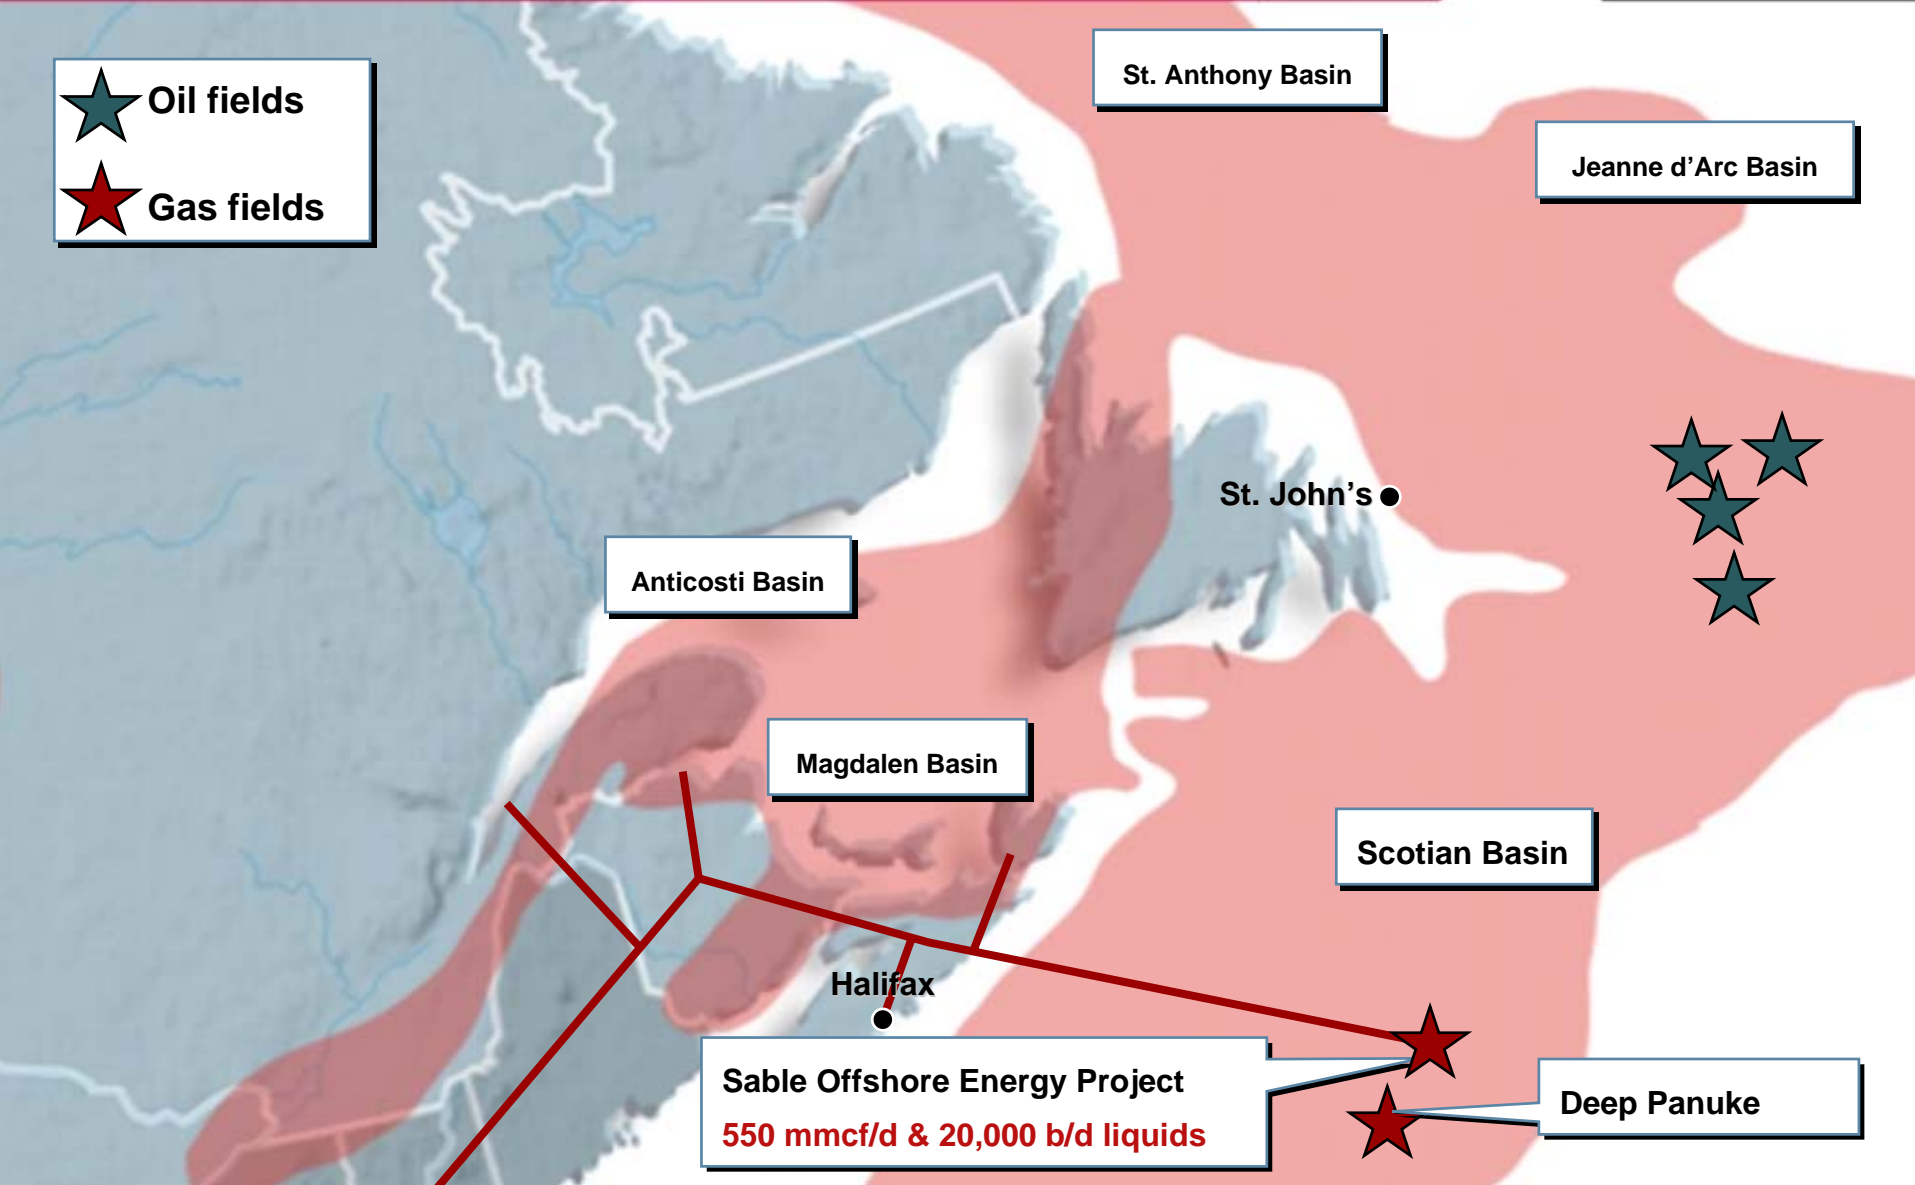 St. Anthony Basin
Oil fields
Jeanne d’Arc Basin
Gas fields
St. John’s
Anticosti Basin
Magdalen Basin
Scotian Basin
Halifax
Sable Offshore Energy Project
550 mmcf/d & 20,000 b/d liquids
Deep Panuke